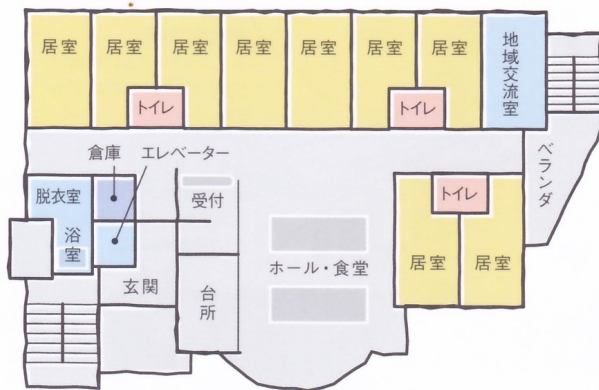 居室
居室
居室
居室
居室
居室
居室
地域交流室
トイレ
トイレ
倉庫
エレベーター
ベランダ
脱衣室
浴室
受付
トイレ
居室
居室
ホール・食堂
玄関
台所